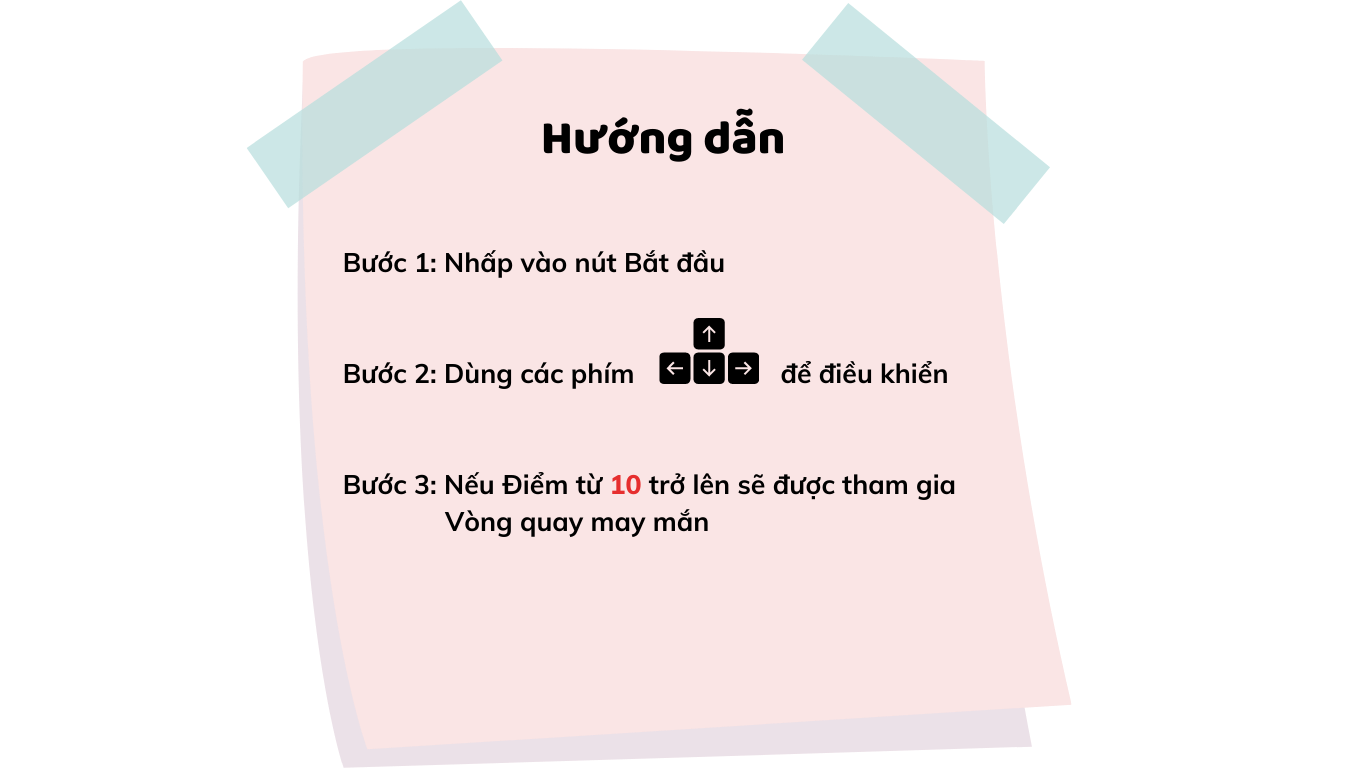 Hướng dẫn
Bước 1: Nhấp vào nút Bắt đầu
Bước 2: Dùng các phím ↑ ← ↓ → để điều khiển
Bước 3: Nếu Điểm từ 10 trở lên sẽ được tham gia
Vòng quay may mắn